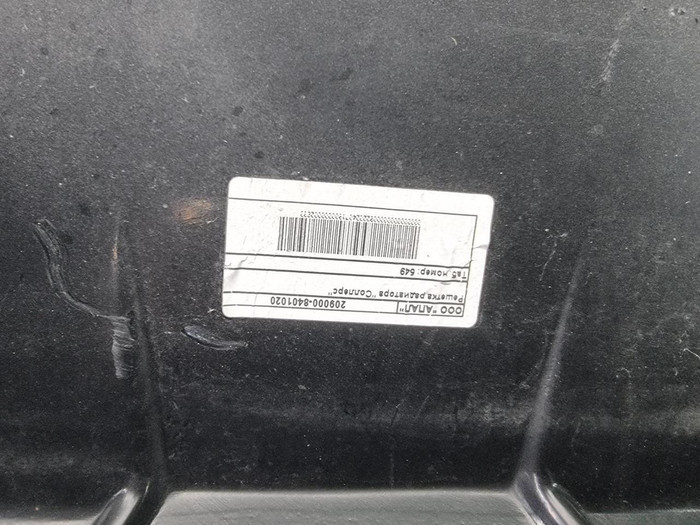 ООО "АПАЛ" 209000-8401020
Решетка радиатора "Соллерс"
Таб.номер: 649